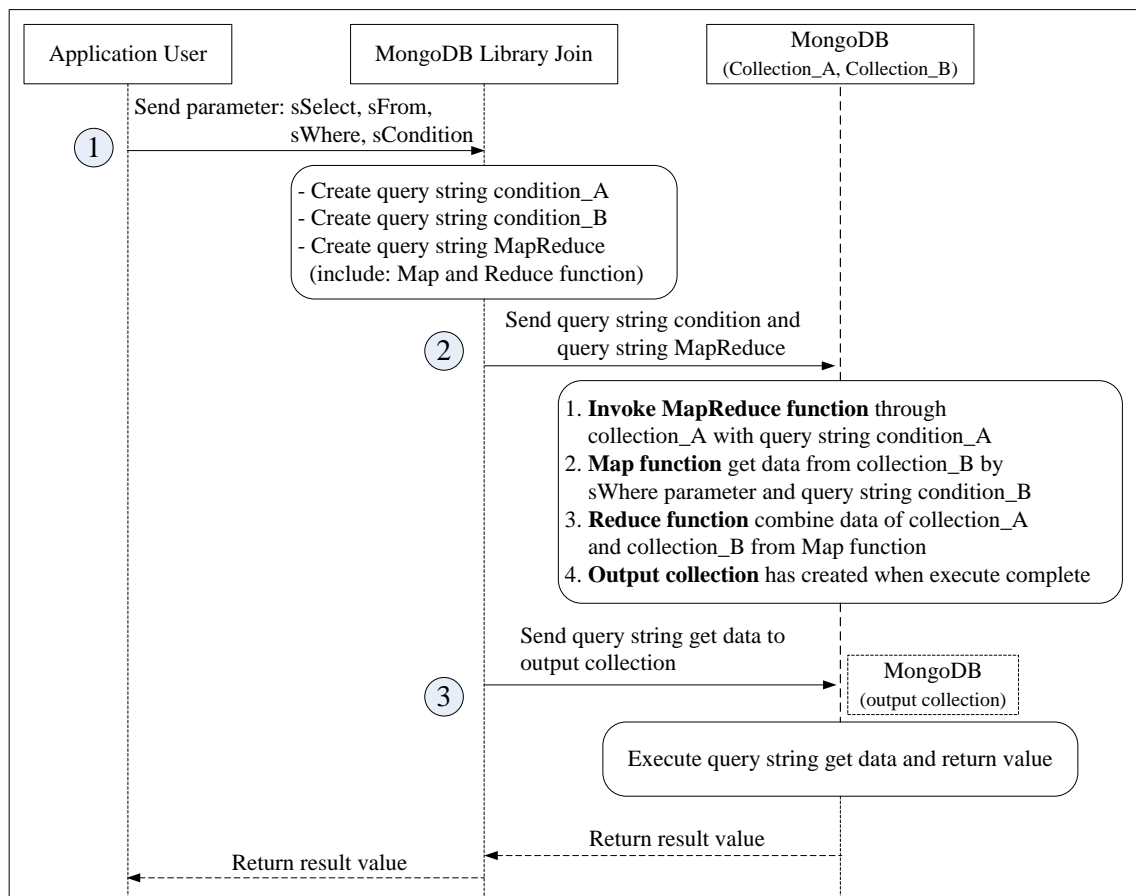 Application User
MongoDB Library Join
MongoDB
(Collection_A, Collection_B)
Send parameter: sSelect, sFrom,
sWhere, sCondition
1
- Create query string condition_A
- Create query string condition_B
- Create query string MapReduce
(include: Map and Reduce function)
Send query string condition and
query string MapReduce
2
1. Invoke MapReduce function through
collection_A with query string condition_A
2. Map function get data from collection_B by
sWhere parameter and query string condition_B
3. Reduce function combine data of collection_A
and collection_B from Map function
4. Output collection has created when execute complete
Send query string get data to
output collection
3
MongoDB
(output collection)
Execute query string get data and return value
Return result value
Return result value